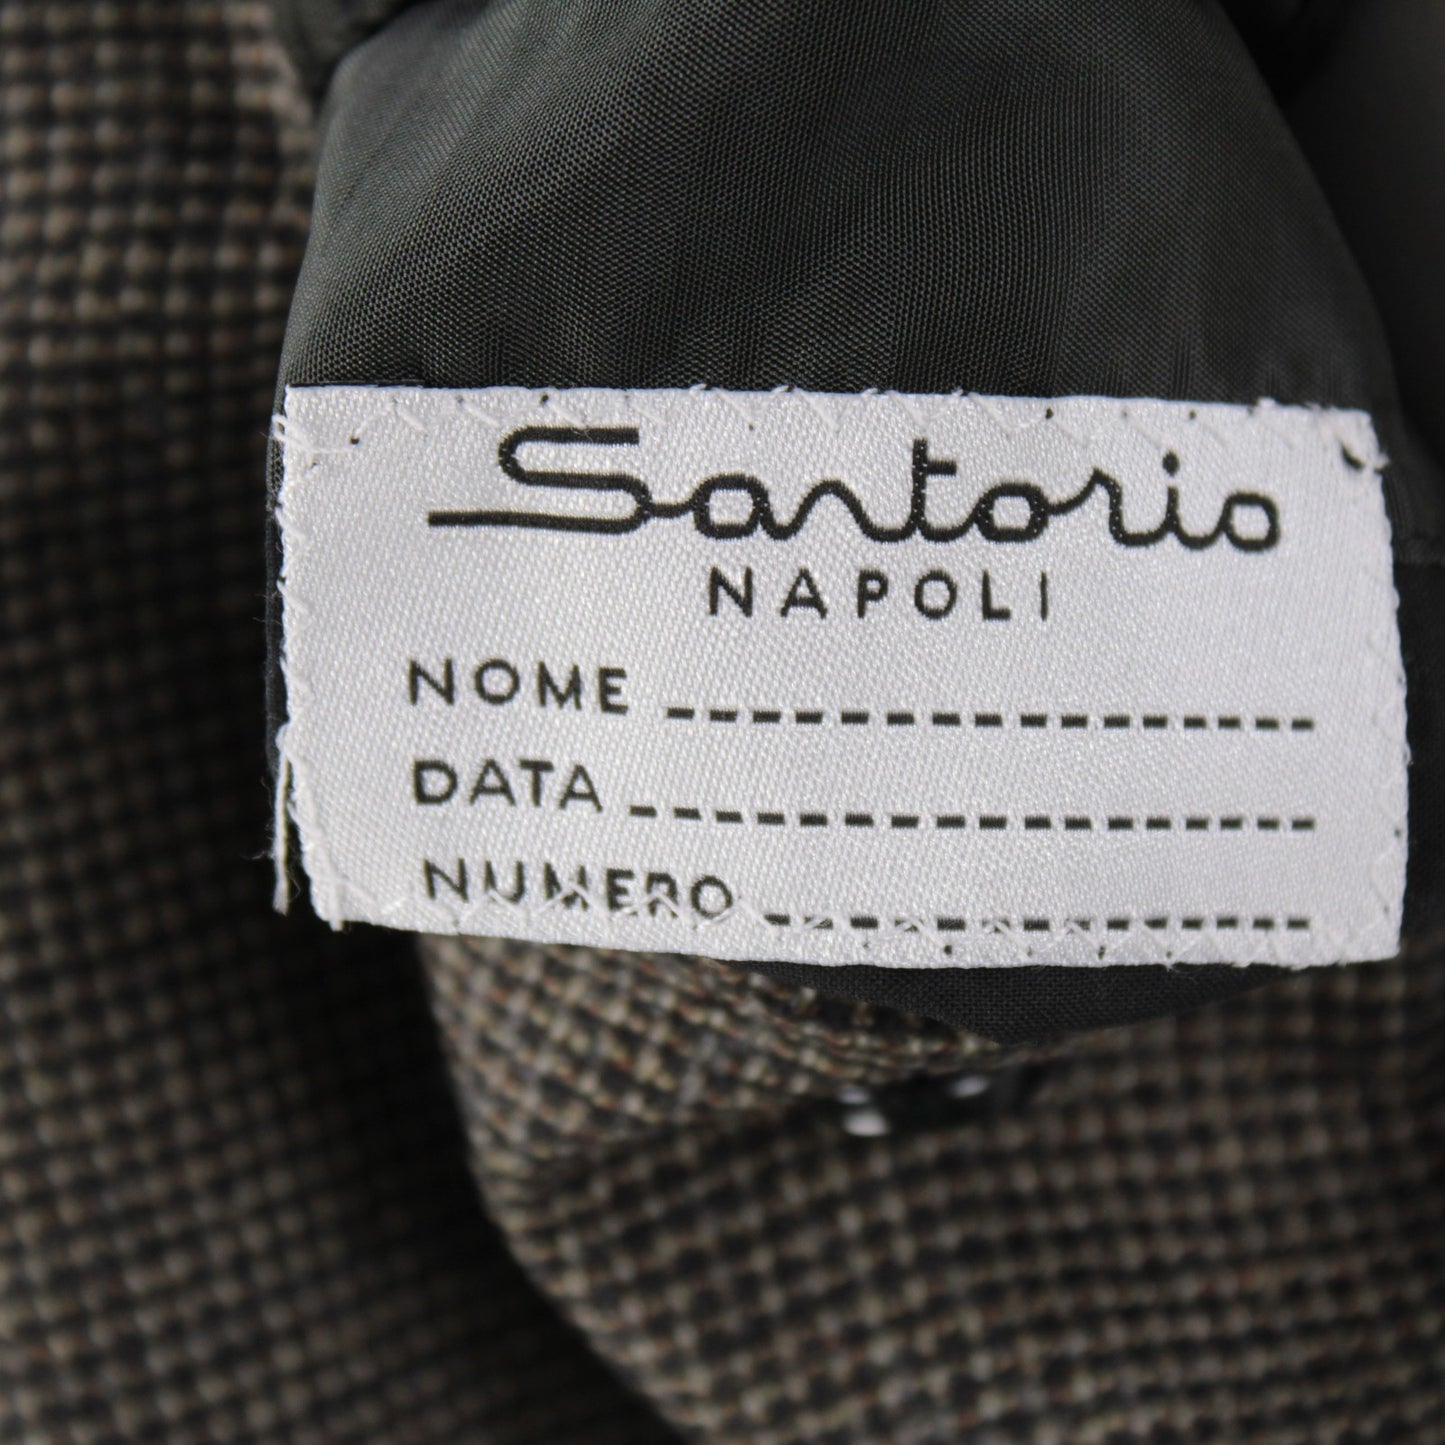 Sartorio
NAPOLI
NOME
DATA
NUMERO